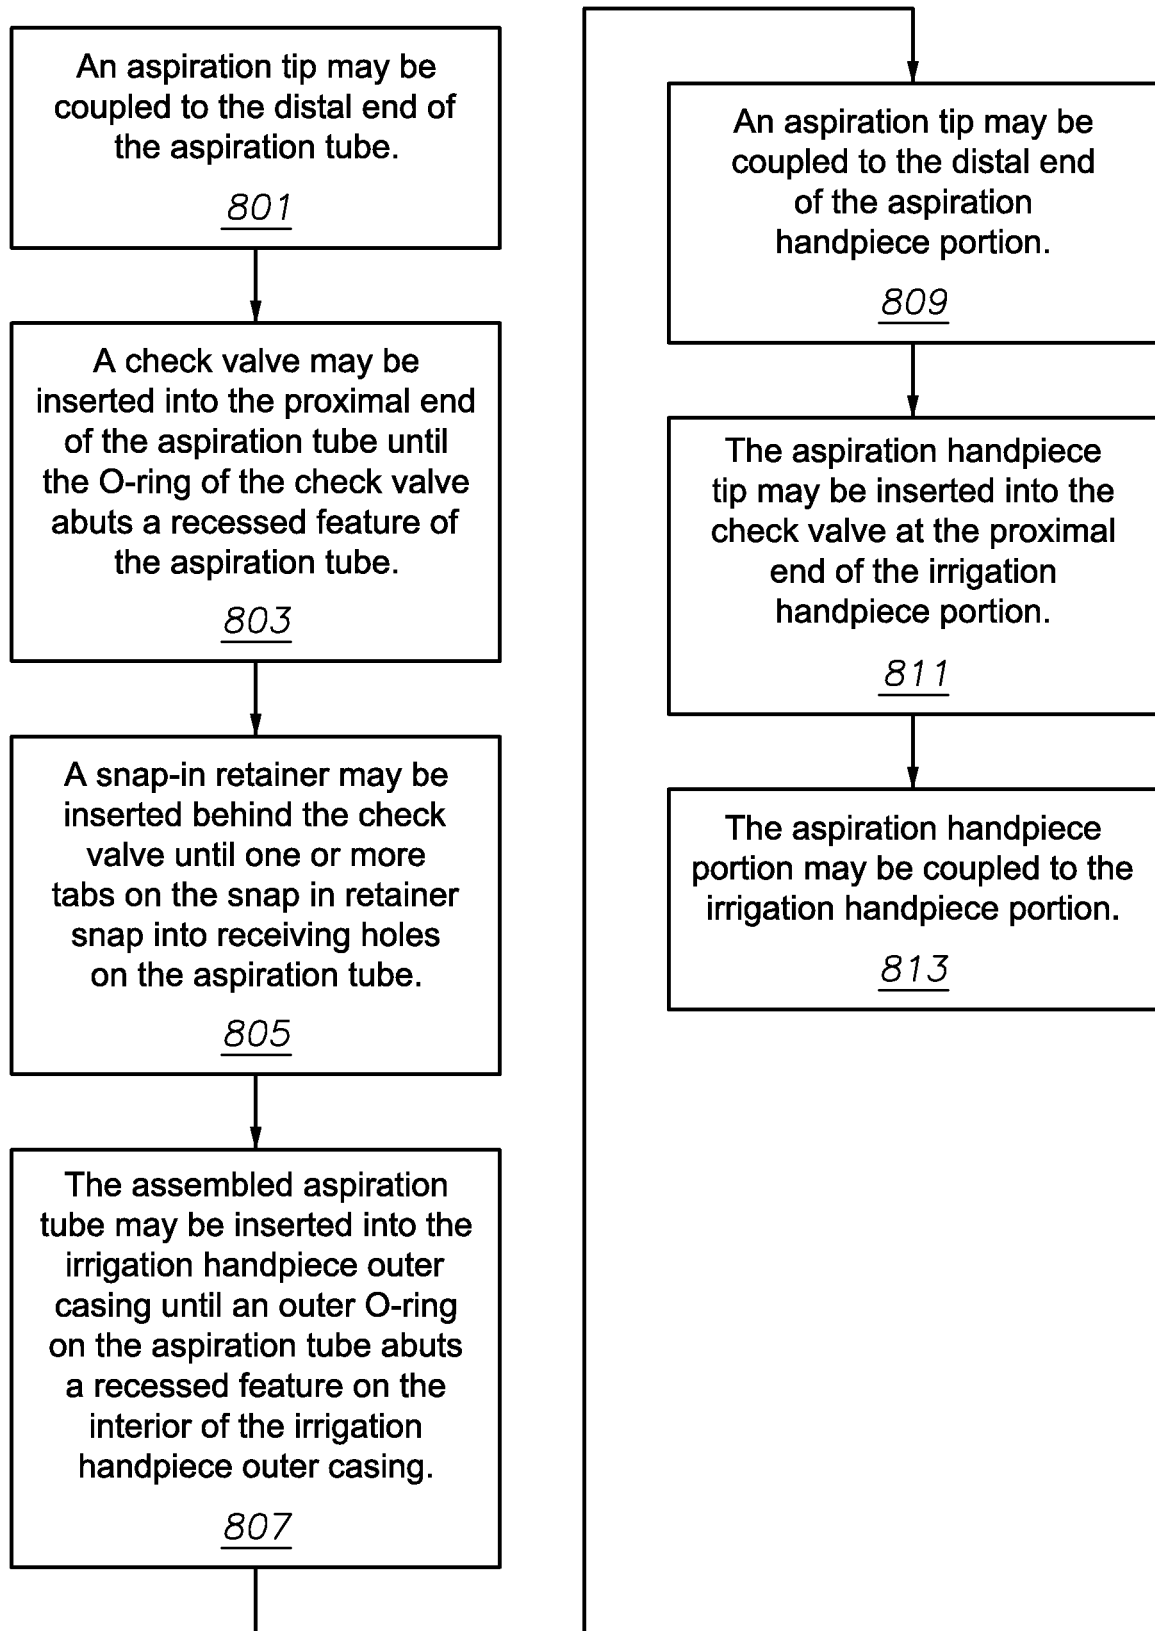 An aspiration tip may be
coupled to the distal end of
the aspiration tube.
801
A check valve may be
inserted into the proximal end
of the aspiration tube until
the O-ring of the check valve
abuts a recessed feature of
the aspiration tube.
803
A snap-in retainer may be
inserted behind the check
valve until one or more
tabs on the snap in retainer
snap into receiving holes
on the aspiration tube.
805
The assembled aspiration
tube may be inserted into the
irrigation handpiece outer
casing until an outer O-ring
on the aspiration tube abuts
a recessed feature on the
interior of the irrigation
handpiece outer casing.
807
An aspiration tip may be
coupled to the distal end
of the aspiration
handpiece portion.
809
The aspiration handpiece
tip may be inserted into the
check valve at the proximal
end of the irrigation
handpiece portion.
811
The aspiration handpiece
portion may be coupled to the
irrigation handpiece portion.
813